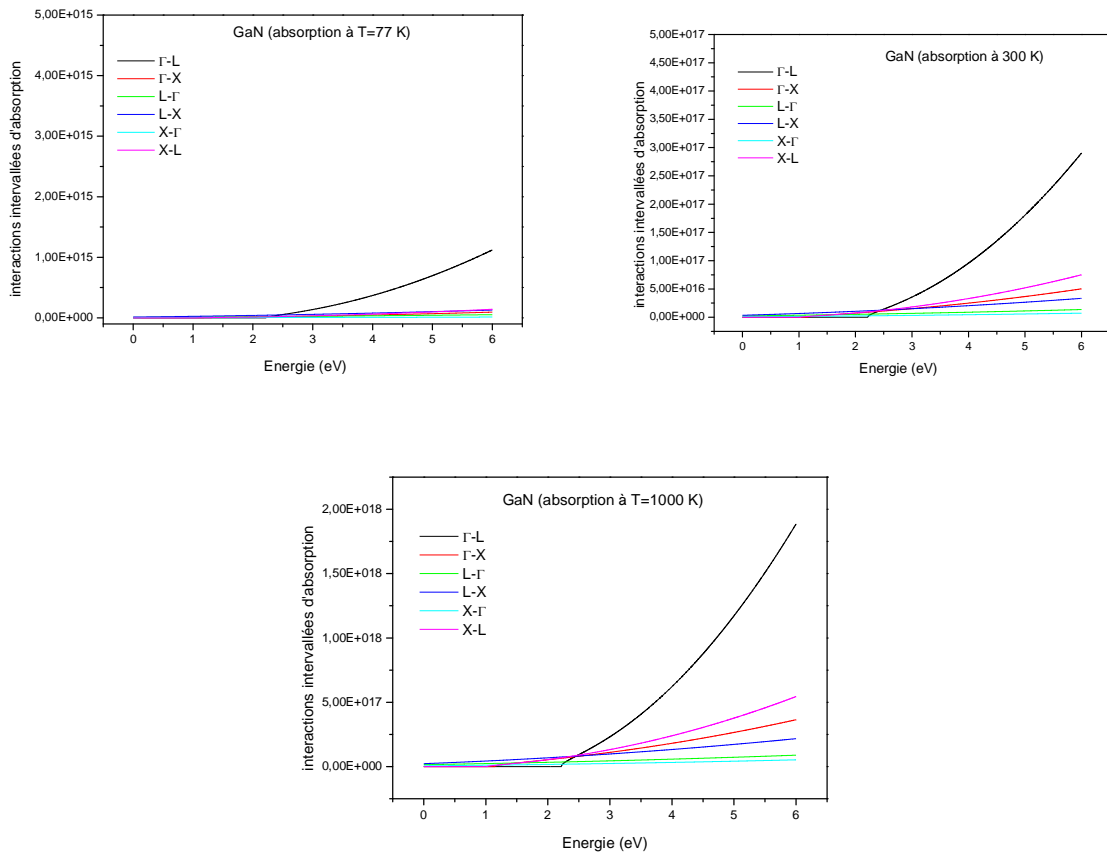 GaN (absorption à T=77 K)
5,00E+015
4,00E+015
3,00E+015
2,00E+015
1,00E+015
0,00E+000
interactions intervallées d'absorption
Γ-L
Γ-X
L-Γ
L-X
X-Γ
X-L
0 1 2 3 4 5 6
Energie (eV)
GaN (absorption à 300 K)
5,00E+017
4,50E+017
4,00E+017
3,50E+017
3,00E+017
2,50E+017
2,00E+017
1,50E+017
1,00E+017
5,00E+016
0,00E+000
interactions intervallées d'absorption
Γ-L
Γ-X
L-Γ
L-X
X-Γ
X-L
0 1 2 3 4 5 6
Energie (eV)
GaN (absorption à T=1000 K)
2,00E+018
1,50E+018
1,00E+018
5,00E+017
0,00E+000
interactions intervallées d'absorption
Γ-L
Γ-X
L-Γ
L-X
X-Γ
X-L
0 1 2 3 4 5 6
Energie (eV)